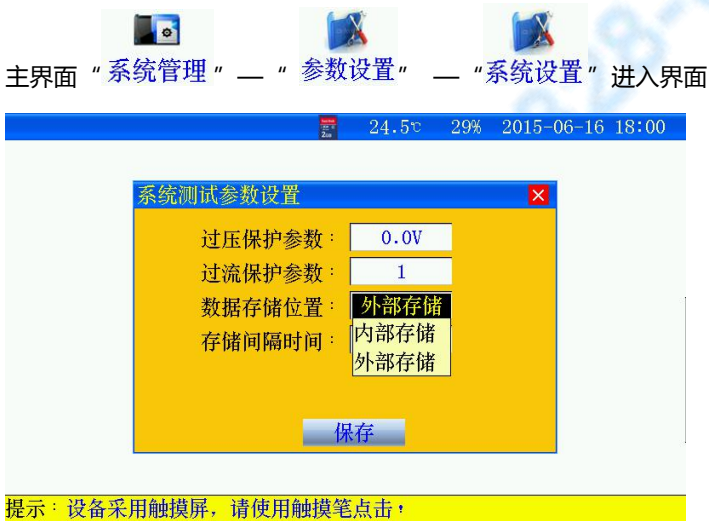 主界面“系统管理”—“参数设置”—“系统设置”进入界面
24.5℃ 29% 2015-06-16 18:00
系统测试参数设置
过压保护参数： 0.0V
过流保护参数： 1
数据存储位置： 外部存储
内部存储
存储间隔时间：
外部存储
保存
提示：设备采用触摸屏，请使用触摸笔点击！